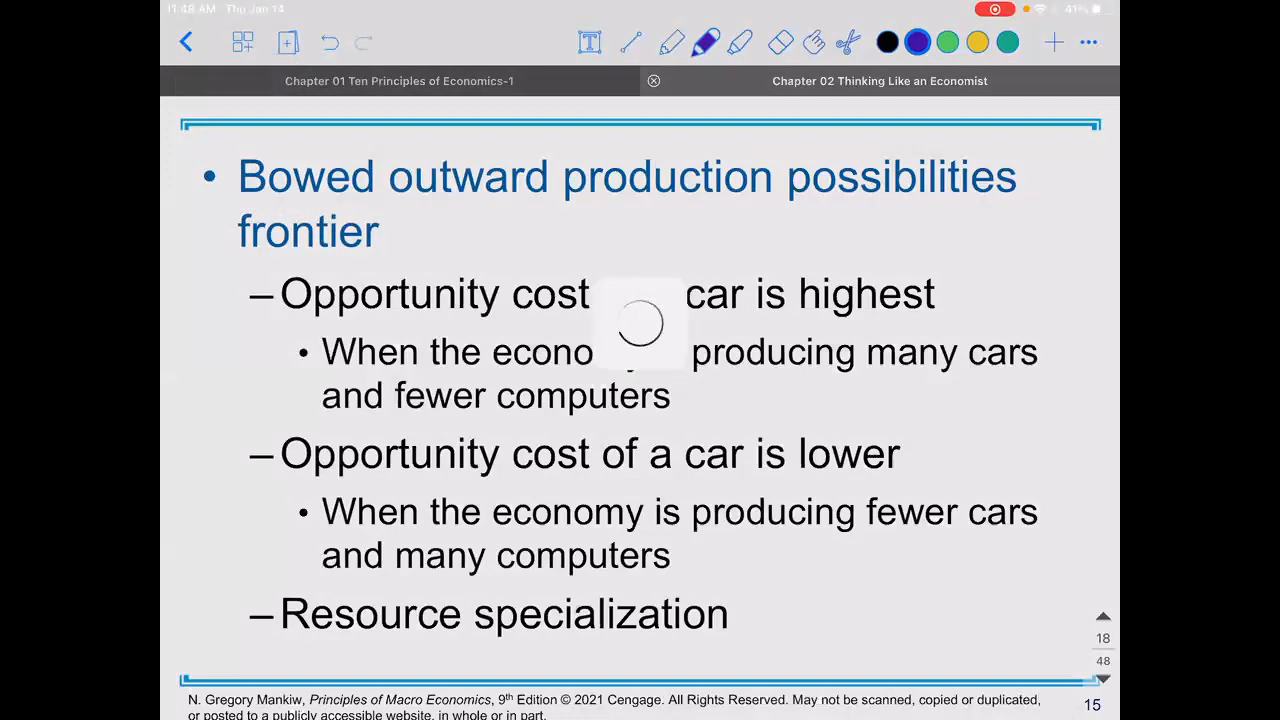 11:48 AM Thu Jan 14
41%
Chapter 01 Ten Principles of Economics-1
Chapter 02 Thinking Like an Economist
• Bowed outward production possibilities
frontier
– Opportunity cost car is highest
• When the econo producing many cars
and fewer computers
– Opportunity cost of a car is lower
• When the economy is producing fewer cars
and many computers
– Resource specialization
18
48
N. Gregory Mankiw, Principles of Macro Economics, 9th Edition © 2021 Cengage. All Rights Reserved. May not be scanned, copied or duplicated,
or posted to a publicly accessible website, in whole or in part.
15